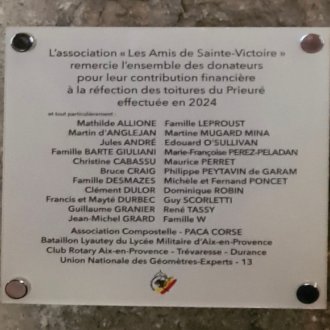 L'association « Les Amis de Sainte-Victoire »
remercie l'ensemble des donateurs
pour leur contribution financière
à la réfection des toitures du Prieuré
effectuée en 2024
et tout particulièrement :
Mathilde ALLIONE Famille LEPROUST
Martin d'ANGLEJAN Martine MUGARD MINA
Jules ANDRÉ Edouard O'SULLIVAN
Famille BARTE GIULIANI Marie-Françoise PEREZ-PELADAN
Christine CABASSU Maurice PERRET
Bruce CRAIG Philippe PEYTAVIN de GARAM
Famille DESMAZES Michèle et Fernand PONCET
Clément DULOR Dominique ROBIN
Francis et Mayté DURBEC Guy SCORLETTI
Guillaume GRANIER René TASSY
Jean-Michel GRARD Famille W
Association Compostelle - PACA CORSE
Bataillon Lyautey du Lycée Militaire d'Aix-en-Provence
Club Rotary Aix-en-Provence - Trévaresse - Durance
Union Nationale des Géomètres-Experts - 13